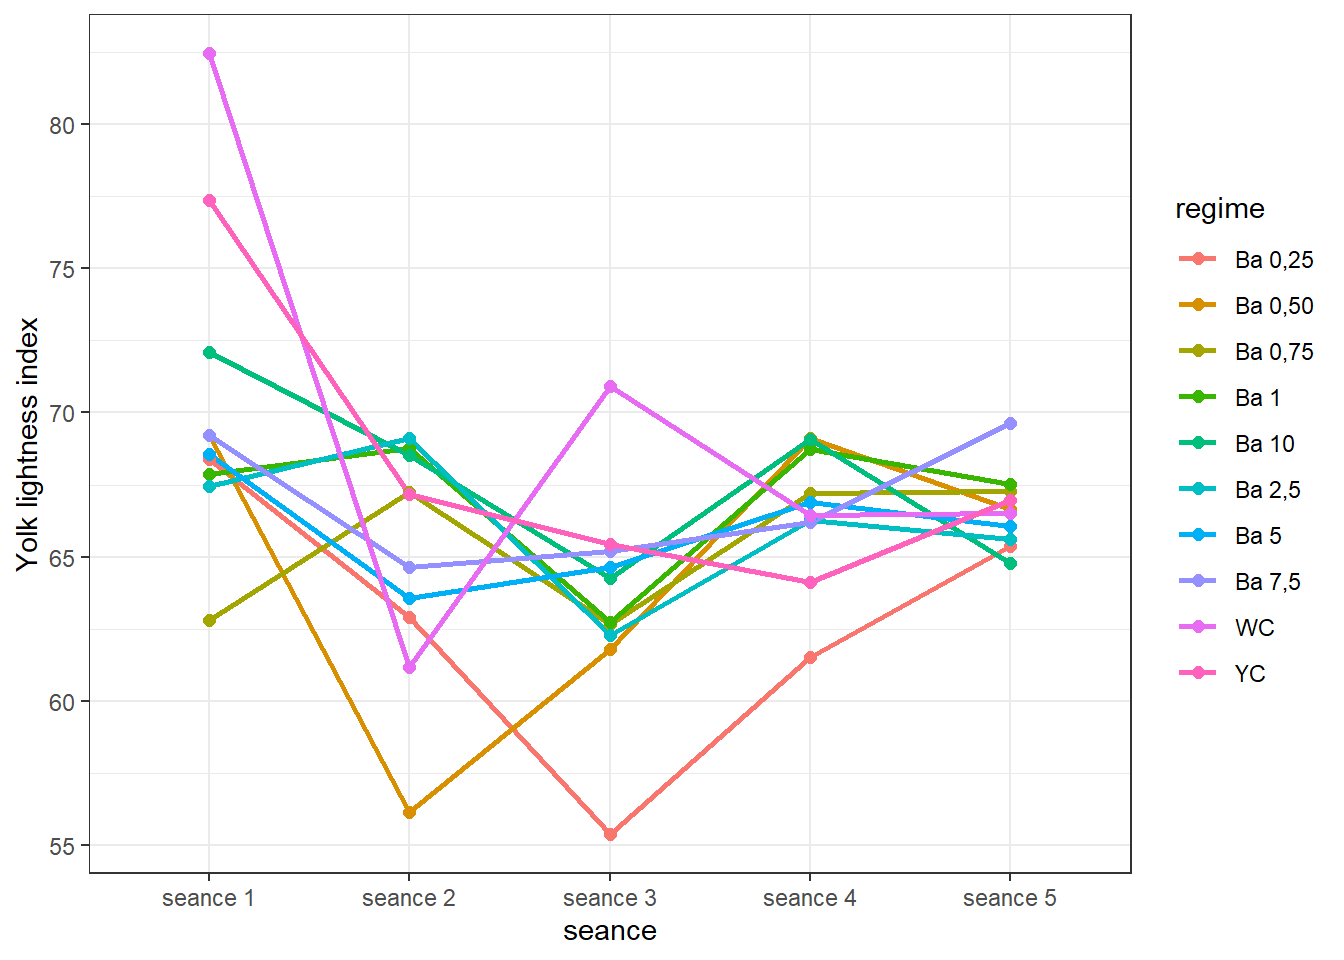 Yolk lightness index
80
75
70
65
60
55
seance 1
seance 2
seance 3
seance 4
seance 5
seance
regime
Ba 0,25
Ba 0,50
Ba 0,75
Ba 1
Ba 10
Ba 2,5
Ba 5
Ba 7,5
WC
YC